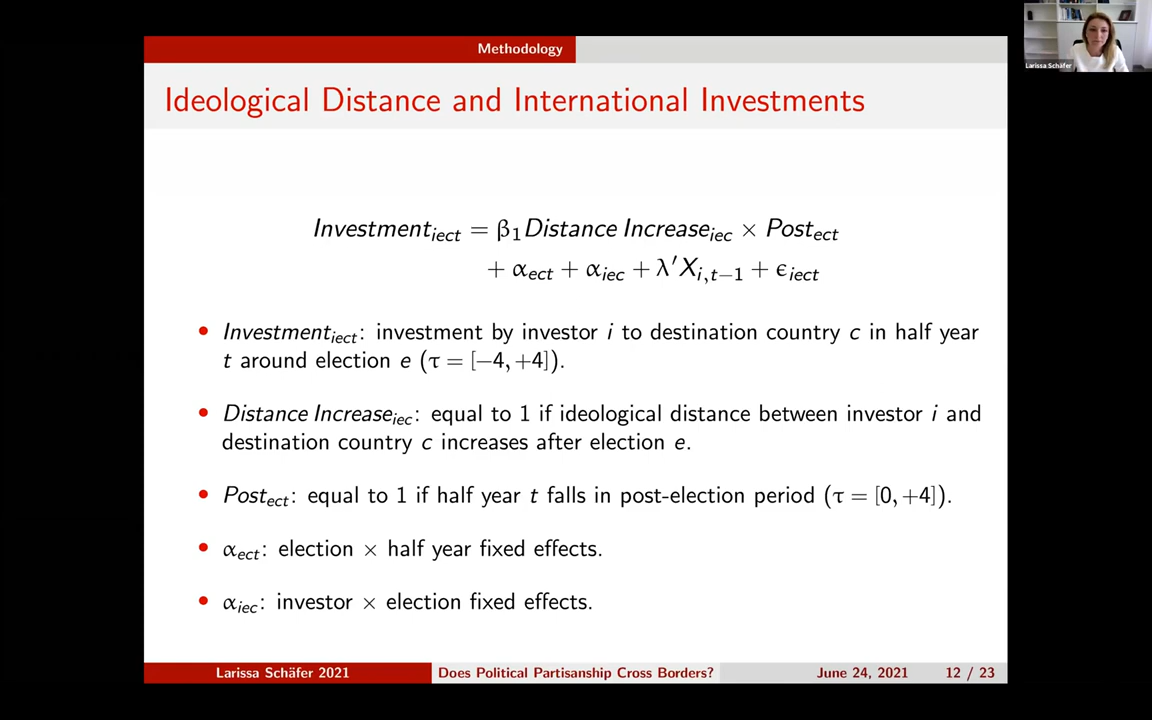 Methodology
Larissa Schäfer
Ideological Distance and International Investments
Investment_iect = β₁Distance Increase_iec × Post_ect
+ α_ect + α_iec + λ′X_i,t−1 + ϵ_iect
• Investment_iect: investment by investor i to destination country c in half year
t around election e (τ = [−4, +4]).
• Distance Increase_iec: equal to 1 if ideological distance between investor i and
destination country c increases after election e.
• Post_ect: equal to 1 if half year t falls in post-election period (τ = [0, +4]).
• α_ect: election × half year fixed effects.
• α_iec: investor × election fixed effects.
Larissa Schäfer 2021 Does Political Partisanship Cross Borders? June 24, 2021 12 / 23